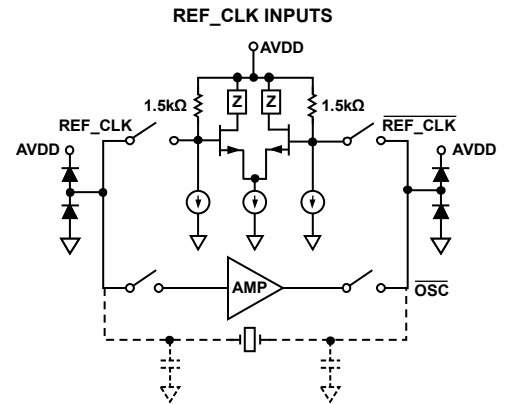 REF_CLK INPUTS
AVDD
1.5kΩ
Z
Z
1.5kΩ
REF_CLK
REF_CLK
AVDD
AVDD
AMP
OSC